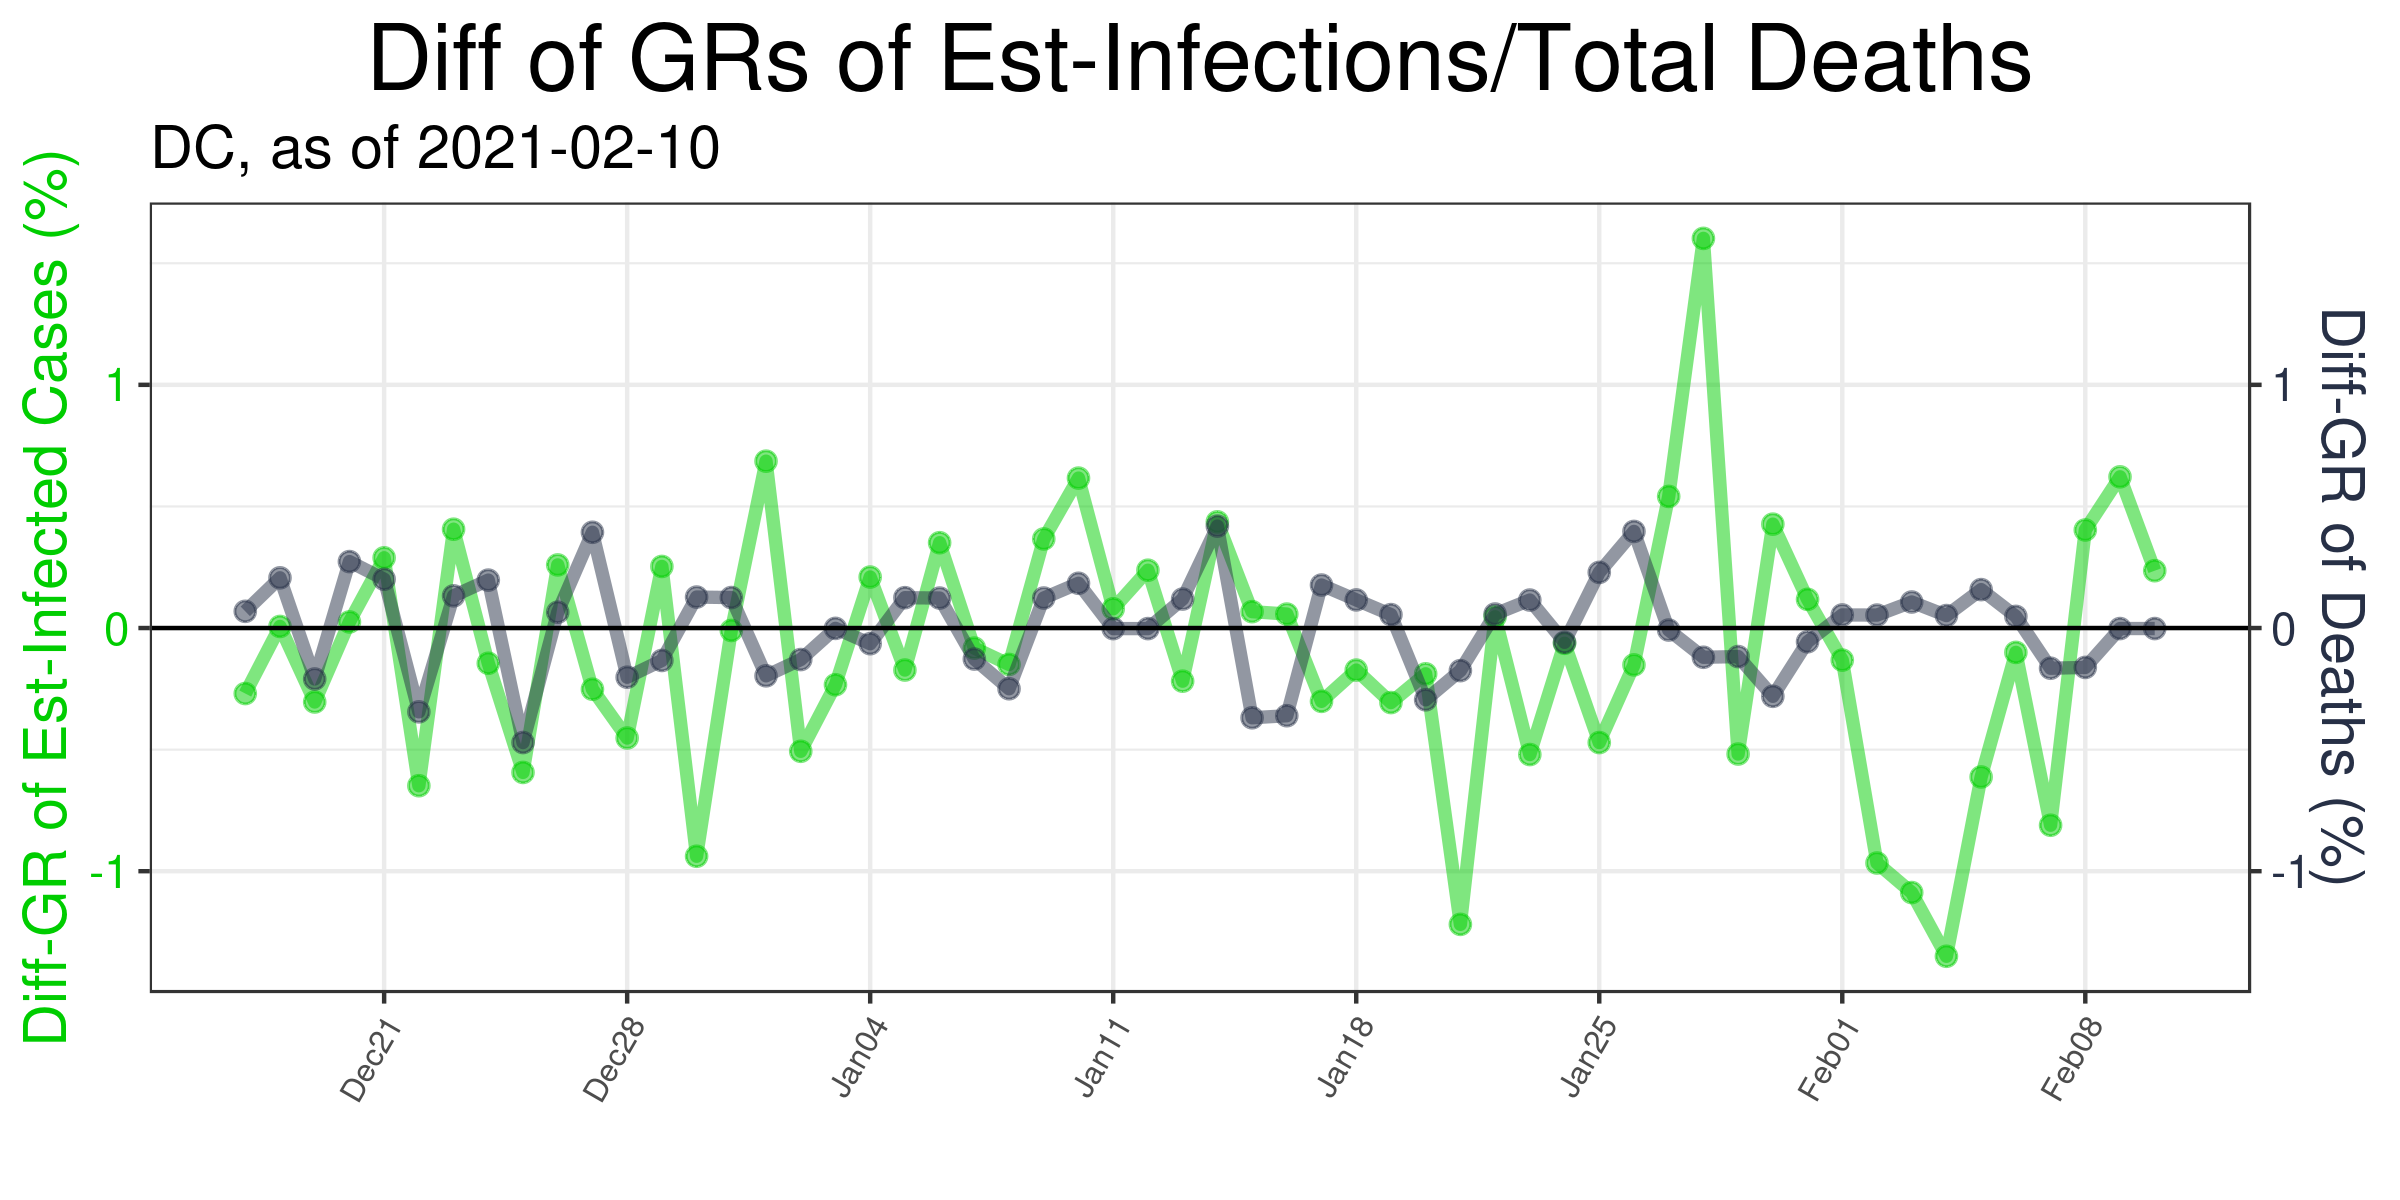 Diff of GRs of Est-Infections/Total Deaths
DC, as of 2021-02-10
Diff-GR of Est-Infected Cases (%)
1
0
-1
1
0
-1
Diff-GR of Deaths (%)
Dec21
Dec28
Jan04
Jan11
Jan18
Jan25
Feb01
Feb08